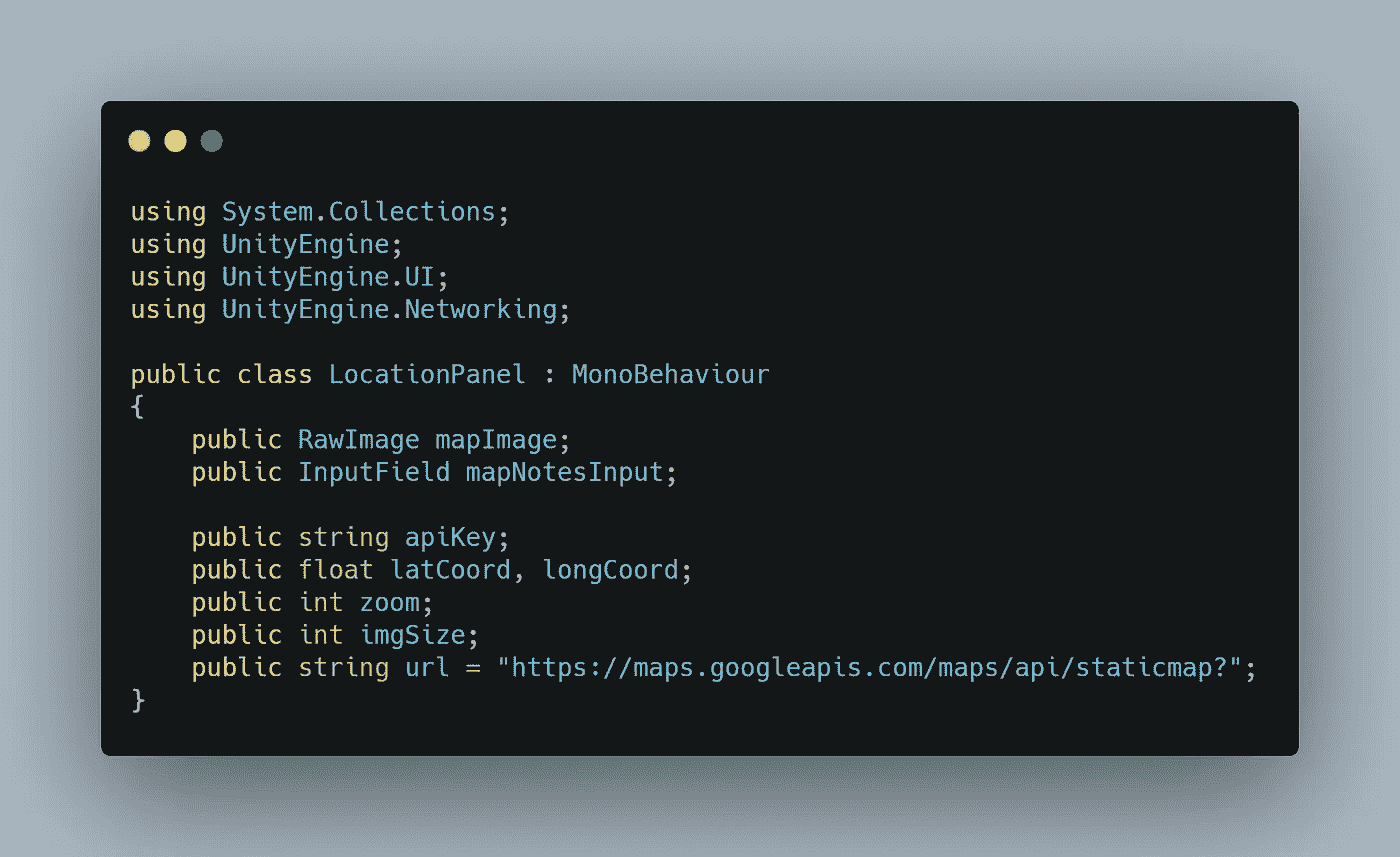 using System.Collections;
using UnityEngine;
using UnityEngine.UI;
using UnityEngine.Networking;
public class LocationPanel : MonoBehaviour
{
    public RawImage mapImage;
    public InputField mapNotesInput;
    public string apiKey;
    public float latCoord, longCoord;
    public int zoom;
    public int imgSize;
    public string url = "https://maps.googleapis.com/maps/api/staticmap?";
}